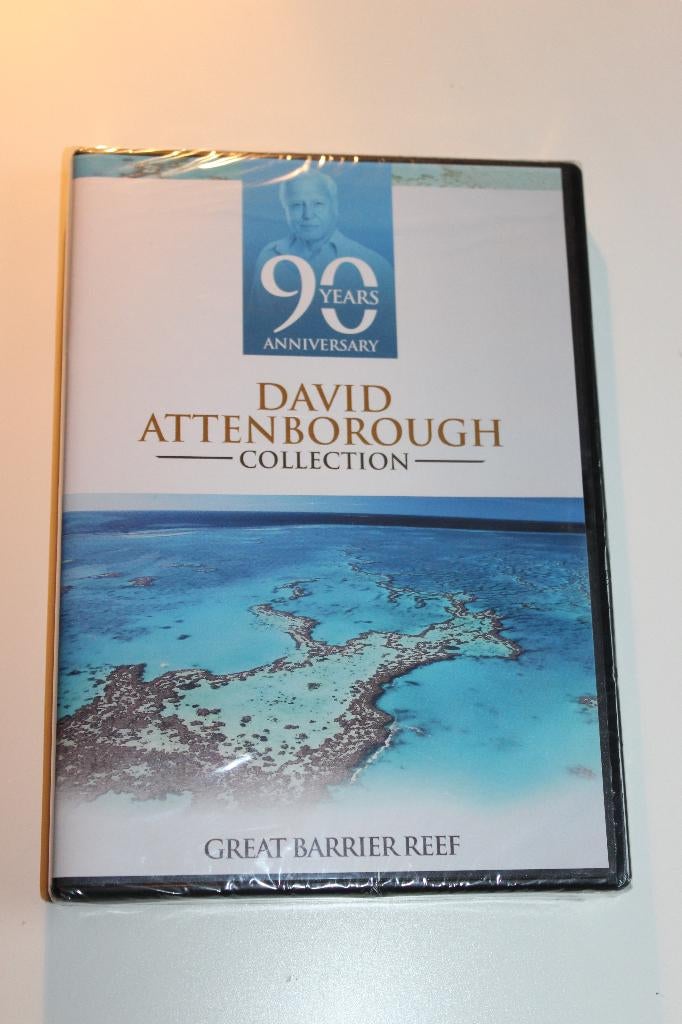 90
YEARS
ANNIVERSARY
DAVID
ATTENBOROUGH
COLLECTION
GREAT BARRIER REEF